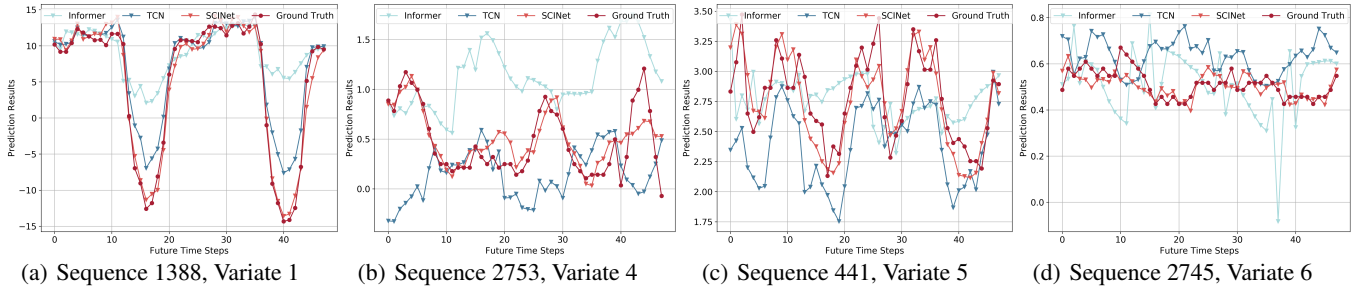 Informer TCN SCINet Ground Truth
15
10
5
0
−5
−10
−15
Prediction Results
0 10 20 30 40
Future Time Steps
(a) Sequence 1388, Variate 1
Informer TCN SCINet Ground Truth
1.5
1.0
0.5
0.0
Prediction Results
0 10 20 30 40
Future Time Steps
(b) Sequence 2753, Variate 4
Informer TCN SCINet Ground Truth
3.50
3.25
3.00
2.75
2.50
2.25
2.00
1.75
Prediction Results
0 10 20 30 40
Future Time Steps
(c) Sequence 441, Variate 5
Informer TCN SCINet Ground Truth
0.8
0.6
0.4
0.2
0.0
Prediction Results
0 10 20 30 40
Future Time Steps
(d) Sequence 2745, Variate 6